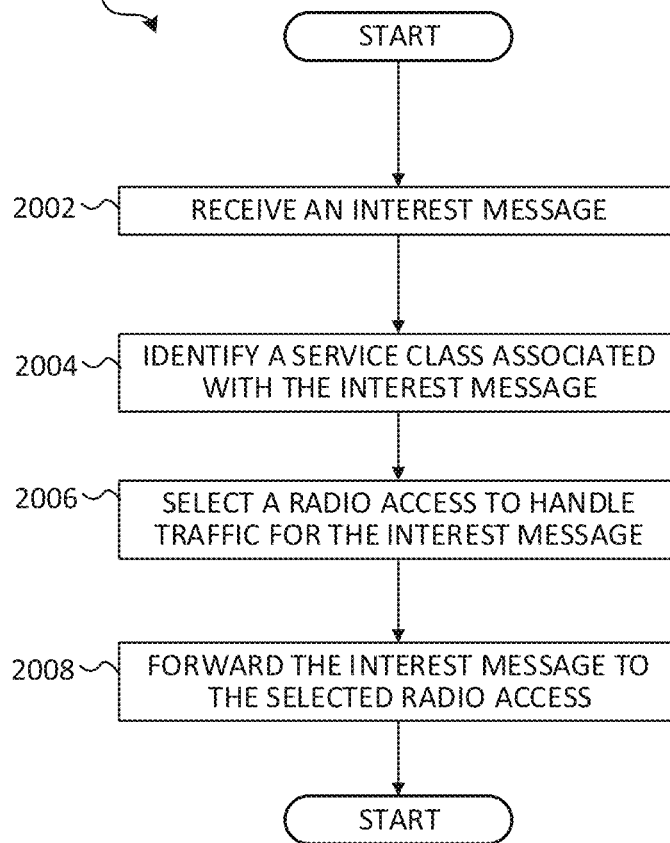 START
2002
RECEIVE AN INTEREST MESSAGE
2004
IDENTIFY A SERVICE CLASS ASSOCIATED
WITH THE INTEREST MESSAGE
2006
SELECT A RADIO ACCESS TO HANDLE
TRAFFIC FOR THE INTEREST MESSAGE
2008
FORWARD THE INTEREST MESSAGE TO
THE SELECTED RADIO ACCESS
START